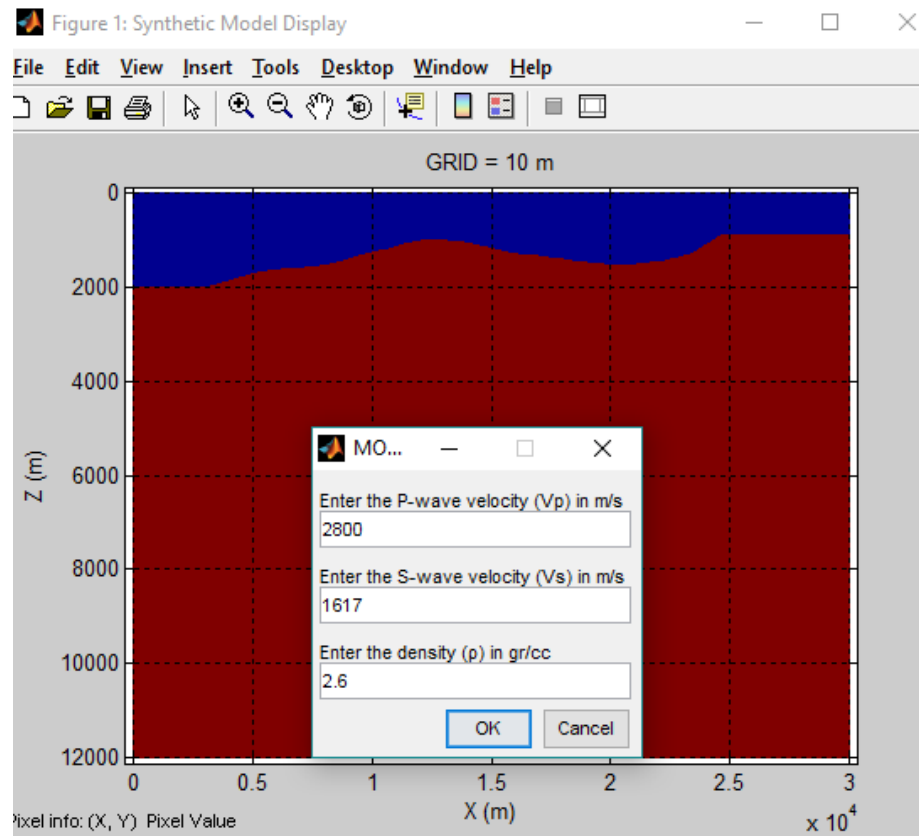 Figure 1: Synthetic Model Display
File Edit View Insert Tools Desktop Window Help
GRID = 10 m
0
2000
4000
6000
8000
10000
12000
Z (m)
MO...
Enter the P-wave velocity (Vp) in m/s
2800
Enter the S-wave velocity (Vs) in m/s
1617
Enter the density (ρ) in gr/cc
2.6
OK Cancel
0 0.5 1 1.5 2 2.5 3
X (m)
x 10^4
Pixel info: (X, Y) Pixel Value